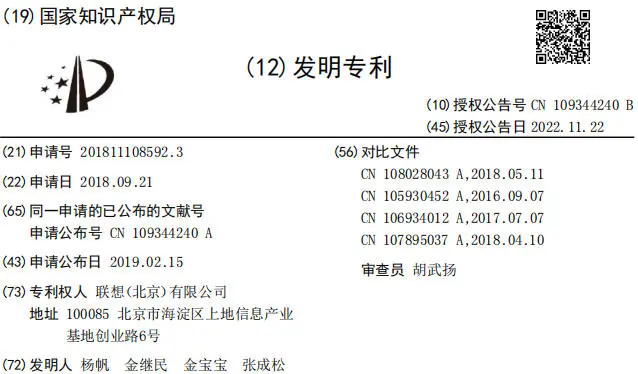 (19)国家知识产权局
(12)发明专利
(10)授权公告号 CN 109344240 B
(45)授权公告日 2022.11.22
(21)申请号 201811108592.3
(22)申请日 2018.09.21
(65)同一申请的已公布的文献号
申请公布号 CN 109344240 A
(43)申请公布日 2019.02.15
(73)专利权人 联想(北京)有限公司
地址 100085 北京市海淀区上地信息产业
基地创业路6号
(72)发明人 杨帆 金继民 金宝宝 张成松
(56)对比文件
CN 108028043 A,2018.05.11
CN 105930452 A,2016.09.07
CN 106934012 A,2017.07.07
CN 107895037 A,2018.04.10
审查员 胡武扬